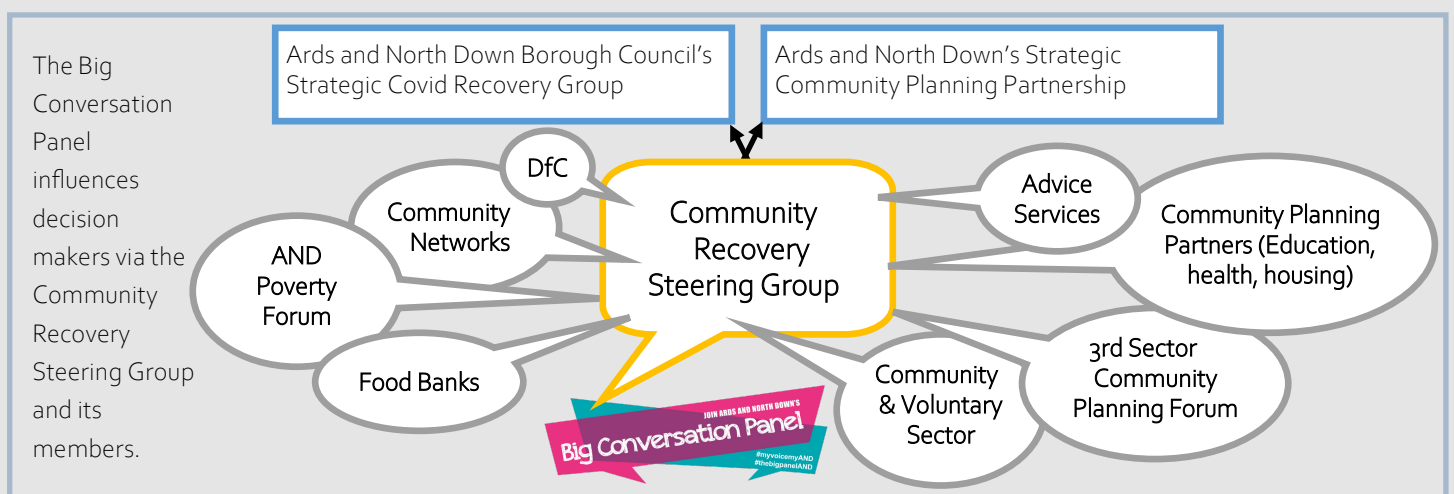 The Big
Conversation
Panel
influences
decision
makers via the
Community
Recovery
Steering Group
and its
members.
Ards and North Down Borough Council's
Strategic Covid Recovery Group
Ards and North Down's Strategic
Community Planning Partnership
DfC
Community
Networks
AND
Poverty
Forum
Food Banks
Community
Recovery
Steering Group
Advice
Services
Community Planning
Partners (Education,
health, housing)
3rd Sector
Community
Planning Forum
Community
& Voluntary
Sector
JOIN ARDS AND NORTH DOWN'S
Big Conversation Panel
#myvoicemyAND
#thebigpanelAND